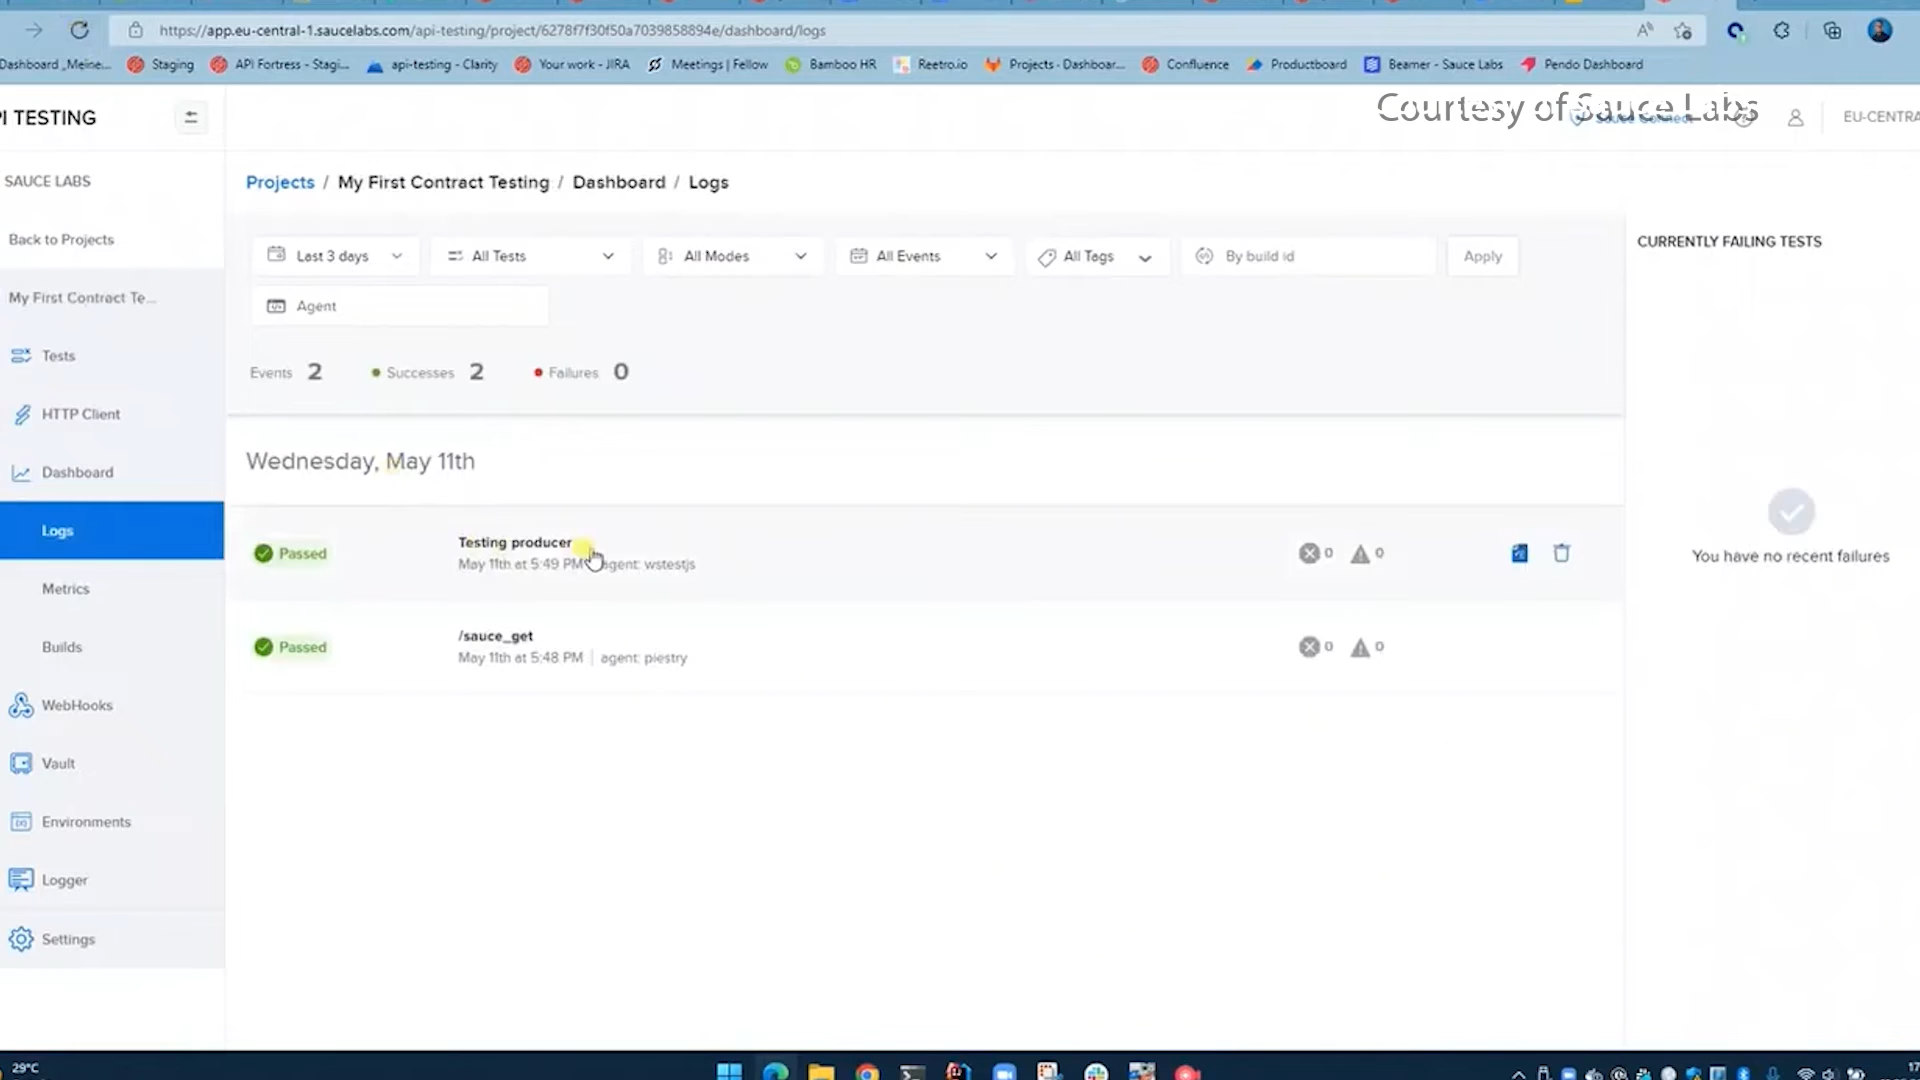 https://app.eu-central-1.saucelabs.com/api-testing/project/6278f7f30f50a7039858894e/dashboard/logs
Dashboard „Meine... Staging API Fortress - Stagi... api-testing - Clarity Your work - JIRA Meetings | Fellow Bamboo HR Reetro.io Projects · Dashboar... Confluence Productboard Beamer - Sauce Labs Pendo Dashboard
Courtesy of Sauce Labs
PI TESTING
Sauce Connect
EU-CENTRA
SAUCE LABS
Projects / My First Contract Testing / Dashboard / Logs
Back to Projects
Last 3 days All Tests All Modes All Events All Tags By build id Apply
Agent
CURRENTLY FAILING TESTS
My First Contract Te...
Tests
Events 2 Successes 2 Failures 0
HTTP Client
Wednesday, May 11th
Dashboard
Logs
Passed
Testing producer
May 11th at 5:49 PM agent: wstestjs
0 0
You have no recent failures
Metrics
Builds
Passed
/sauce_get
May 11th at 5:48 PM agent: piestry
0 0
WebHooks
Vault
Environments
Logger
Settings
29°C